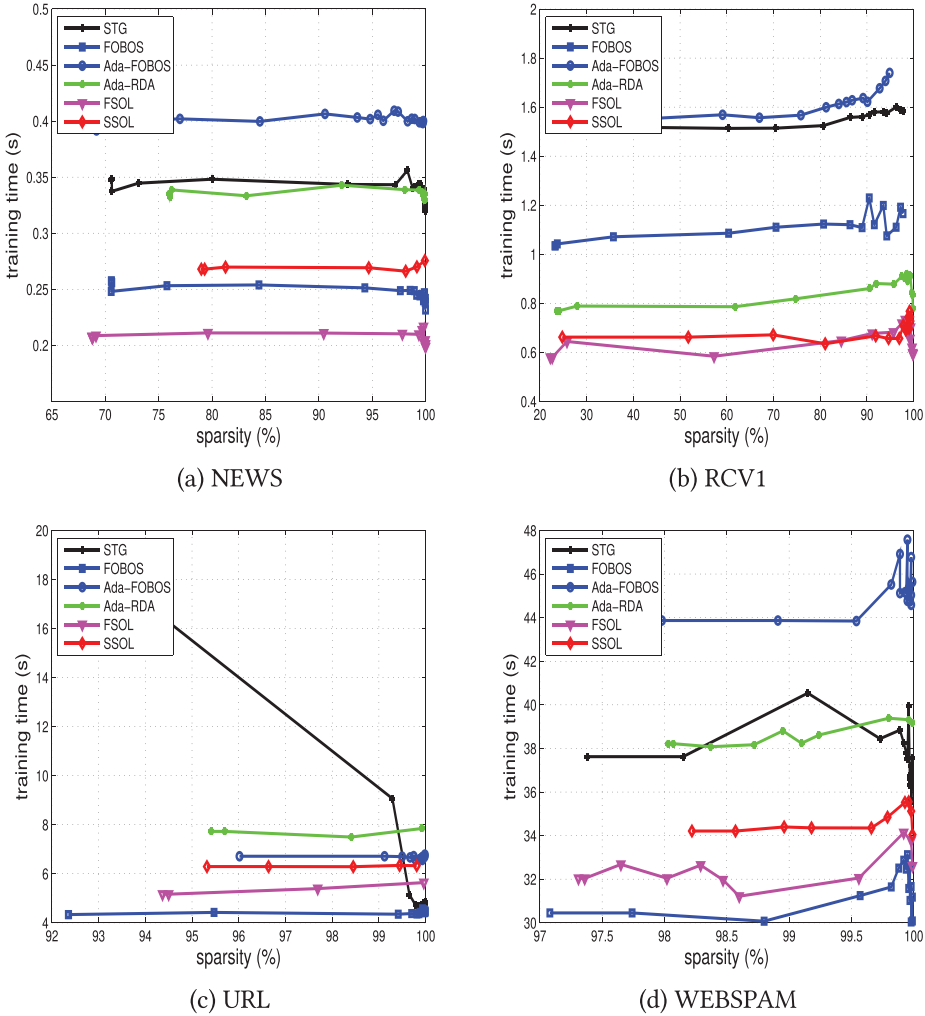 0.5
0.45
0.4
0.35
0.3
0.25
0.2
training time (s)
STG
FOBOS
Ada-FOBOS
Ada-RDA
FSOL
SSOL
65 70 75 80 85 90 95 100
sparsity (%)
(a) NEWS
2
1.8
1.6
1.4
1.2
1
0.8
0.6
0.4
training time (s)
STG
FOBOS
Ada-FOBOS
Ada-RDA
FSOL
SSOL
20 30 40 50 60 70 80 90 100
sparsity (%)
(b) RCV1
20
18
16
14
12
10
8
6
4
training time (s)
STG
FOBOS
Ada-FOBOS
Ada-RDA
FSOL
SSOL
92 93 94 95 96 97 98 99 100
sparsity (%)
(c) URL
48
46
44
42
40
38
36
34
32
30
training time (s)
STG
FOBOS
Ada-FOBOS
Ada-RDA
FSOL
SSOL
97 97.5 98 98.5 99 99.5 100
sparsity (%)
(d) WEBSPAM